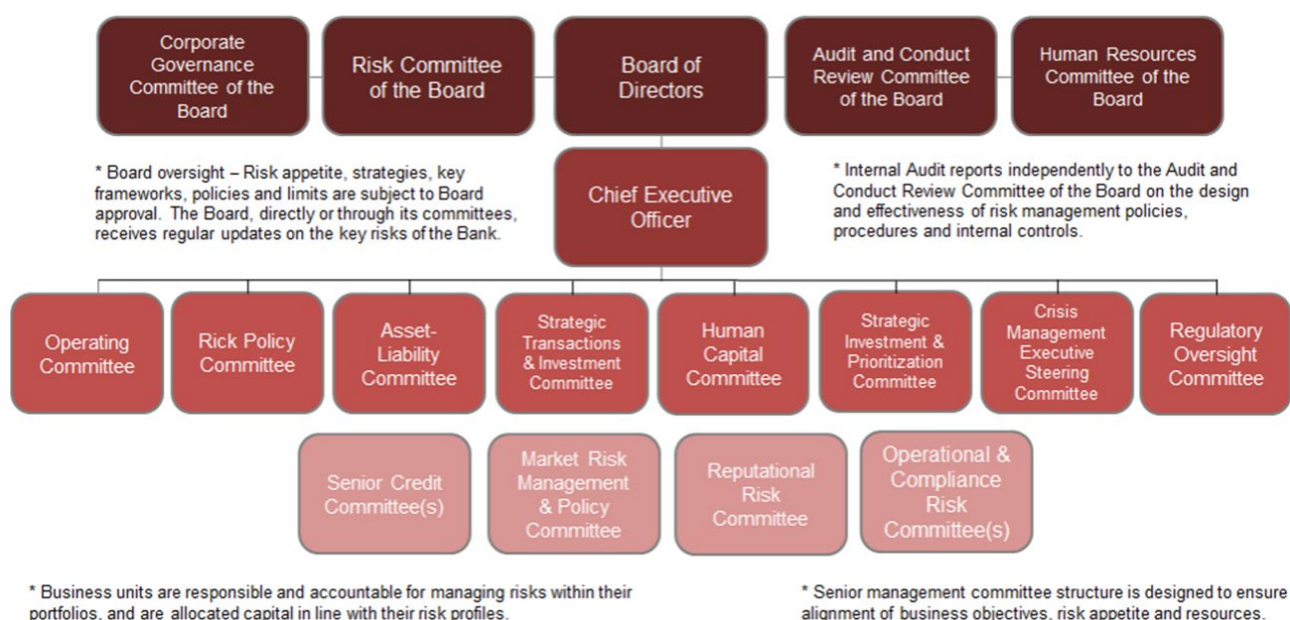 Corporate
Governance
Committee of the
Board
Risk Committee
of the Board
Board of
Directors
Audit and Conduct
Review Committee
of the Board
Human Resources
Committee of the
Board
* Board oversight – Risk appetite, strategies, key
frameworks, policies and limits are subject to Board
approval. The Board, directly or through its committees,
receives regular updates on the key risks of the Bank.
Chief Executive
Officer
* Internal Audit reports independently to the Audit and
Conduct Review Committee of the Board on the design
and effectiveness of risk management policies,
procedures and internal controls.
Operating
Committee
Rick Policy
Committee
Asset-
Liability
Committee
Strategic
Transactions
& Investment
Committee
Human
Capital
Committee
Strategic
Investment &
Prioritization
Committee
Crisis
Management
Executive
Steering
Committee
Regulatory
Oversight
Committee
Senior Credit
Committee(s)
Market Risk
Management
& Policy
Committee
Reputational
Risk
Committee
Operational &
Compliance
Risk
Committee(s)
* Business units are responsible and accountable for managing risks within their
portfolios, and are allocated capital in line with their risk profiles.
* Senior management committee structure is designed to ensure
alignment of business objectives, risk appetite and resources.